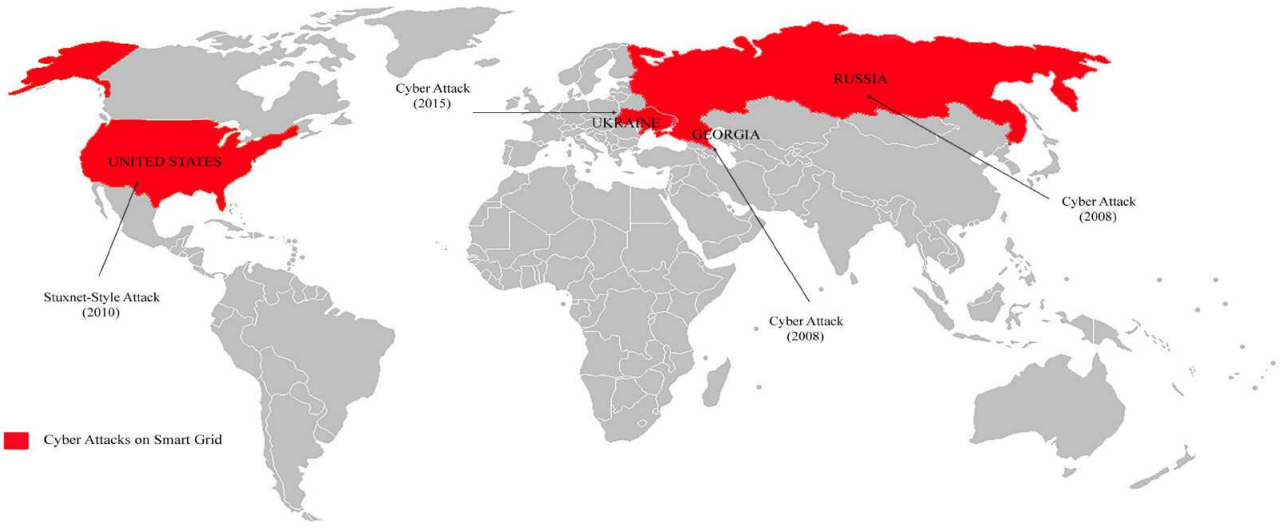 Cyber Attack
(2015)
RUSSIA
UKRAINE
GEORGIA
UNITED STATES
Cyber Attack
(2008)
Stuxnet-Style Attack
(2010)
Cyber Attack
(2008)
Cyber Attacks on Smart Grid